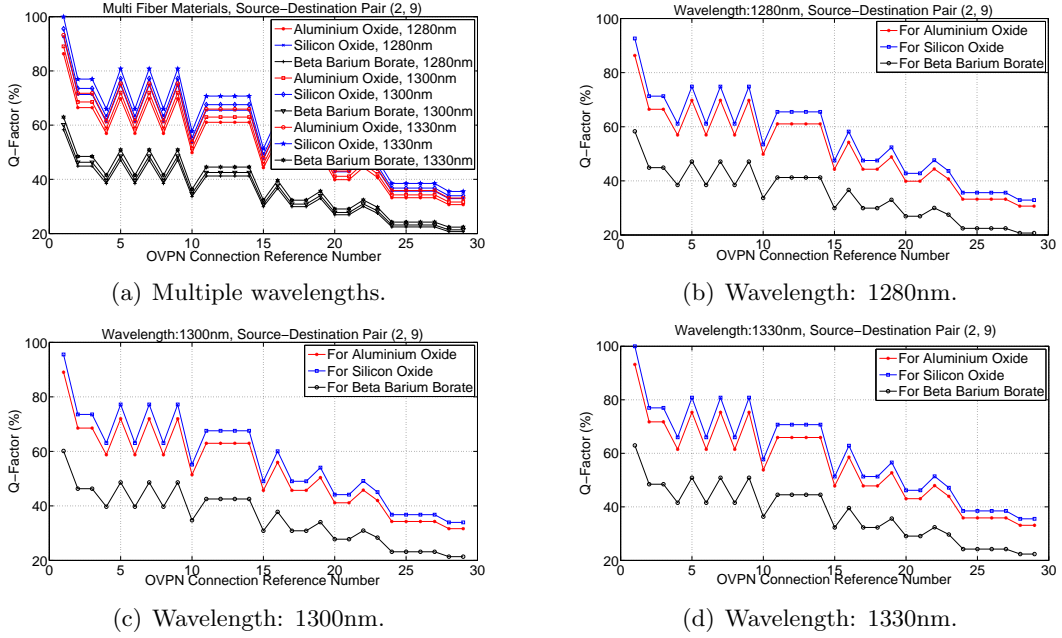 Multi Fiber Materials, Source−Destination Pair (2, 9)
Aluminium Oxide, 1280nm
Silicon Oxide, 1280nm
Beta Barium Borate, 1280nm
Aluminium Oxide, 1300nm
Silicon Oxide, 1300nm
Beta Barium Borate, 1300nm
Aluminium Oxide, 1330nm
Silicon Oxide, 1330nm
Beta Barium Borate, 1330nm
Q−Factor (%)
100
80
60
40
20
0 5 10 15 20 25 30
OVPN Connection Reference Number
(a) Multiple wavelengths.
Wavelength:1280nm, Source−Destination Pair (2, 9)
For Aluminium Oxide
For Silicon Oxide
For Beta Barium Borate
Q−Factor (%)
100
80
60
40
20
0 5 10 15 20 25 30
OVPN Connection Reference Number
(b) Wavelength: 1280nm.
Wavelength:1300nm, Source−Destination Pair (2, 9)
For Aluminium Oxide
For Silicon Oxide
For Beta Barium Borate
Q−Factor (%)
100
80
60
40
20
0 5 10 15 20 25 30
OVPN Connection Reference Number
(c) Wavelength: 1300nm.
Wavelength:1330nm, Source−Destination Pair (2, 9)
For Aluminium Oxide
For Silicon Oxide
For Beta Barium Borate
Q−Factor (%)
100
80
60
40
20
0 5 10 15 20 25 30
OVPN Connection Reference Number
(d) Wavelength: 1330nm.